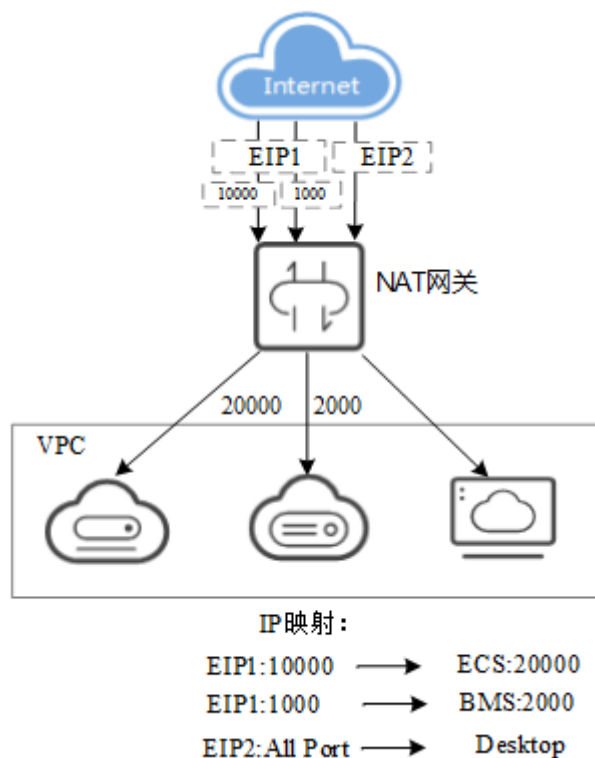 Internet
EIP1 EIP2
10000 1000
NAT网关
20000 2000
VPC
IP映射：
EIP1:10000 ECS:20000
EIP1:1000 BMS:2000
EIP2:All Port Desktop